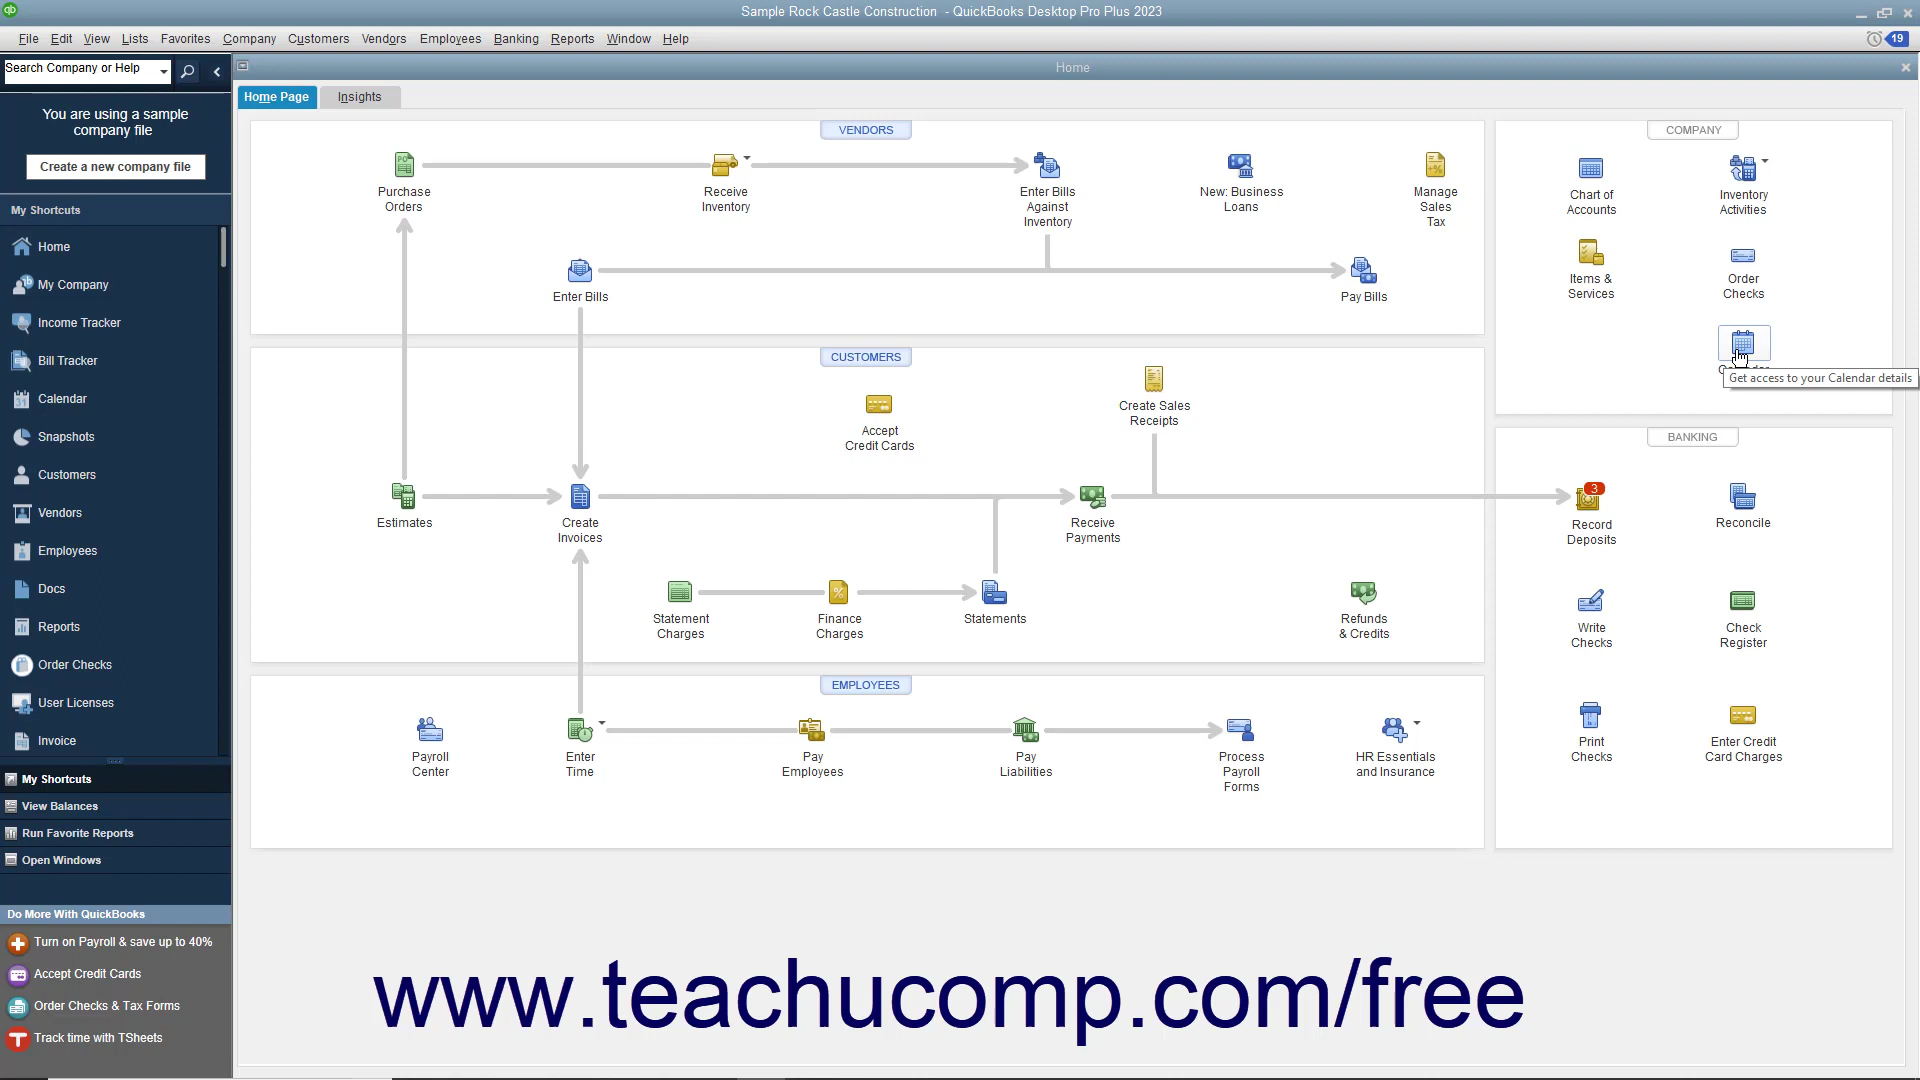 Sample Rock Castle Construction - QuickBooks Desktop Pro Plus 2023
File Edit View Lists Favorites Company Customers Vendors Employees Banking Reports Window Help
19
Search Company or Help
Home
Home Page
Insights
You are using a sample
company file
Create a new company file
My Shortcuts
Home
My Company
Income Tracker
Bill Tracker
Calendar
Snapshots
Customers
Vendors
Employees
Docs
Reports
Order Checks
User Licenses
Invoice
My Shortcuts
View Balances
Run Favorite Reports
Open Windows
Do More With QuickBooks
Turn on Payroll & save up to 40%
Accept Credit Cards
Order Checks & Tax Forms
Track time with TSheets
VENDORS
Purchase
Orders
Receive
Inventory
Enter Bills
Against
Inventory
New: Business
Loans
Manage
Sales
Tax
Enter Bills
Pay Bills
CUSTOMERS
Accept
Credit Cards
Create Sales
Receipts
Estimates
Create
Invoices
Receive
Payments
Statement
Charges
Finance
Charges
Statements
Refunds
& Credits
EMPLOYEES
Payroll
Center
Enter
Time
Pay
Employees
Pay
Liabilities
Process
Payroll
Forms
HR Essentials
and Insurance
COMPANY
Chart of
Accounts
Inventory
Activities
Items &
Services
Order
Checks
Get access to your Calendar details
BANKING
3
Record
Deposits
Reconcile
Write
Checks
Check
Register
Print
Checks
Enter Credit
Card Charges
www.teachucomp.com/free